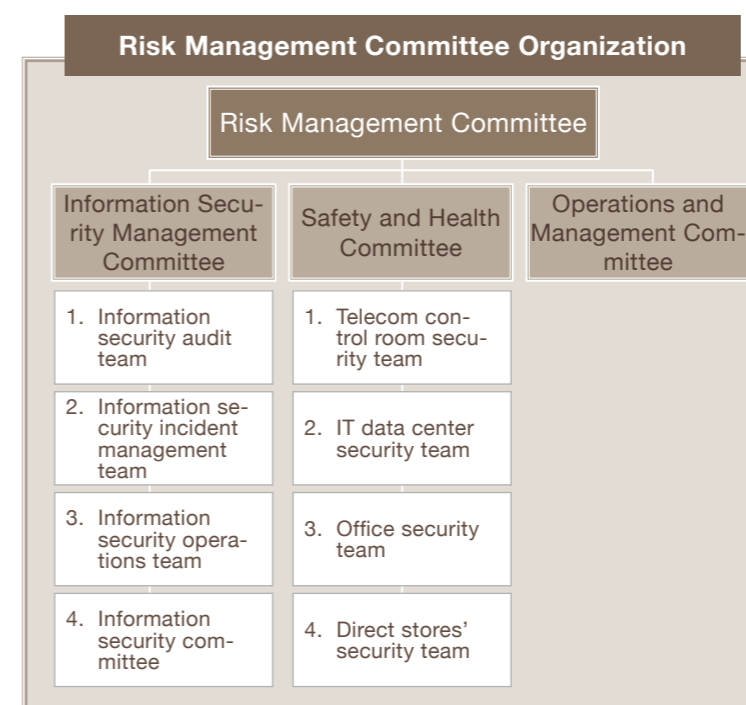 Risk Management Committee Organization
Risk Management Committee
Information Secu-
rity Management
Committee
Safety and Health
Committee
Operations and
Management Com-
mittee
1. Information
security audit
team
2. Information se-
curity incident
management
team
3. Information
security opera-
tions team
4. Information
security com-
mittee
1. Telecom con-
trol room secu-
rity team
2. IT data center
security team
3. Office security
team
4. Direct stores’
security team